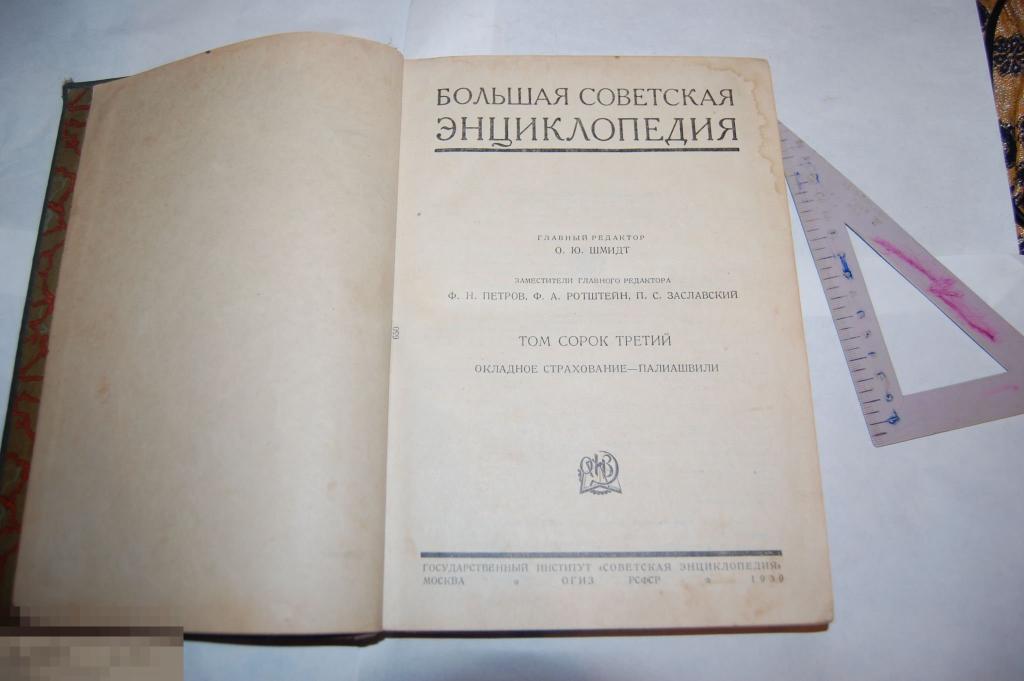 БОЛЬШАЯ СОВЕТСКАЯ
ЭНЦИКЛОПЕДИЯ
ГЛАВНЫЙ РЕДАКТОР
О. Ю. ШМИДТ
ЗАМЕСТИТЕЛИ ГЛАВНОГО РЕДАКТОРА
Ф. Н. ПЕТРОВ, Ф. А. РОТШТЕЙН, П. С. ЗАСЛАВСКИЙ
650
ТОМ СОРОК ТРЕТИЙ
ОКЛАДНОЕ СТРАХОВАНИЕ—ПАЛИАШВИЛИ
ГОСУДАРСТВЕННЫЙ ИНСТИТУТ «СОВЕТСКАЯ ЭНЦИКЛОПЕДИЯ»
МОСКВА * ОГИЗ РСФСР * 1939